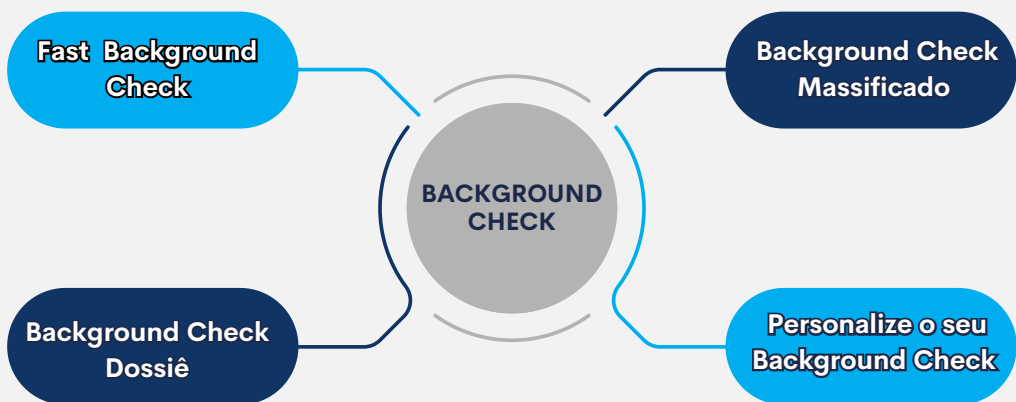 Fast Background
Check
Background Check
Massificado
BACKGROUND
CHECK
Background Check
Dossiê
Personalize o seu
Background Check